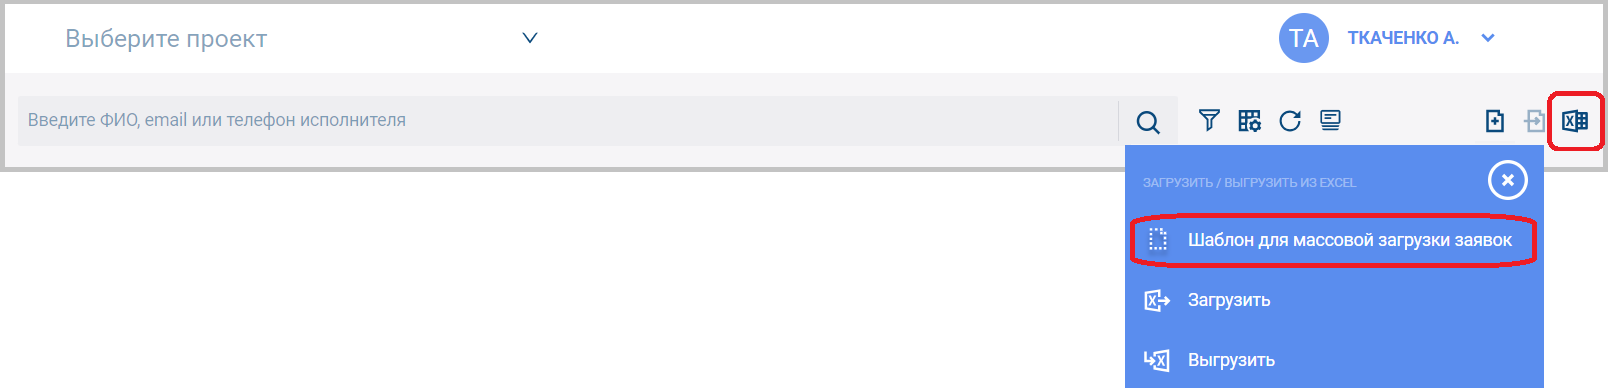 Выберите проект
ТА ТКАЧЕНКО А.
Введите ФИО, email или телефон исполнителя
ЗАГРУЗИТЬ / ВЫГРУЗИТЬ ИЗ EXCEL
Шаблон для массовой загрузки заявок
Загрузить
Выгрузить